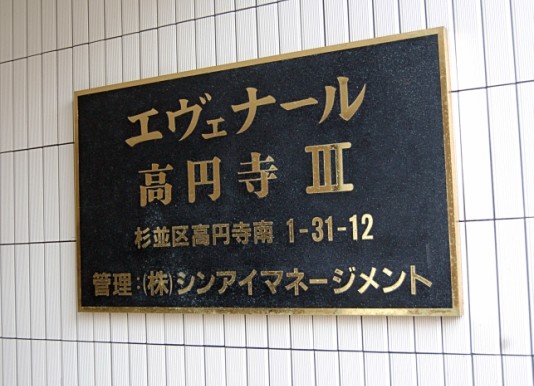 エヴェナール
高円寺 III
杉並区高円寺南 1-31-12
管理:(株)シンアイマネージメント